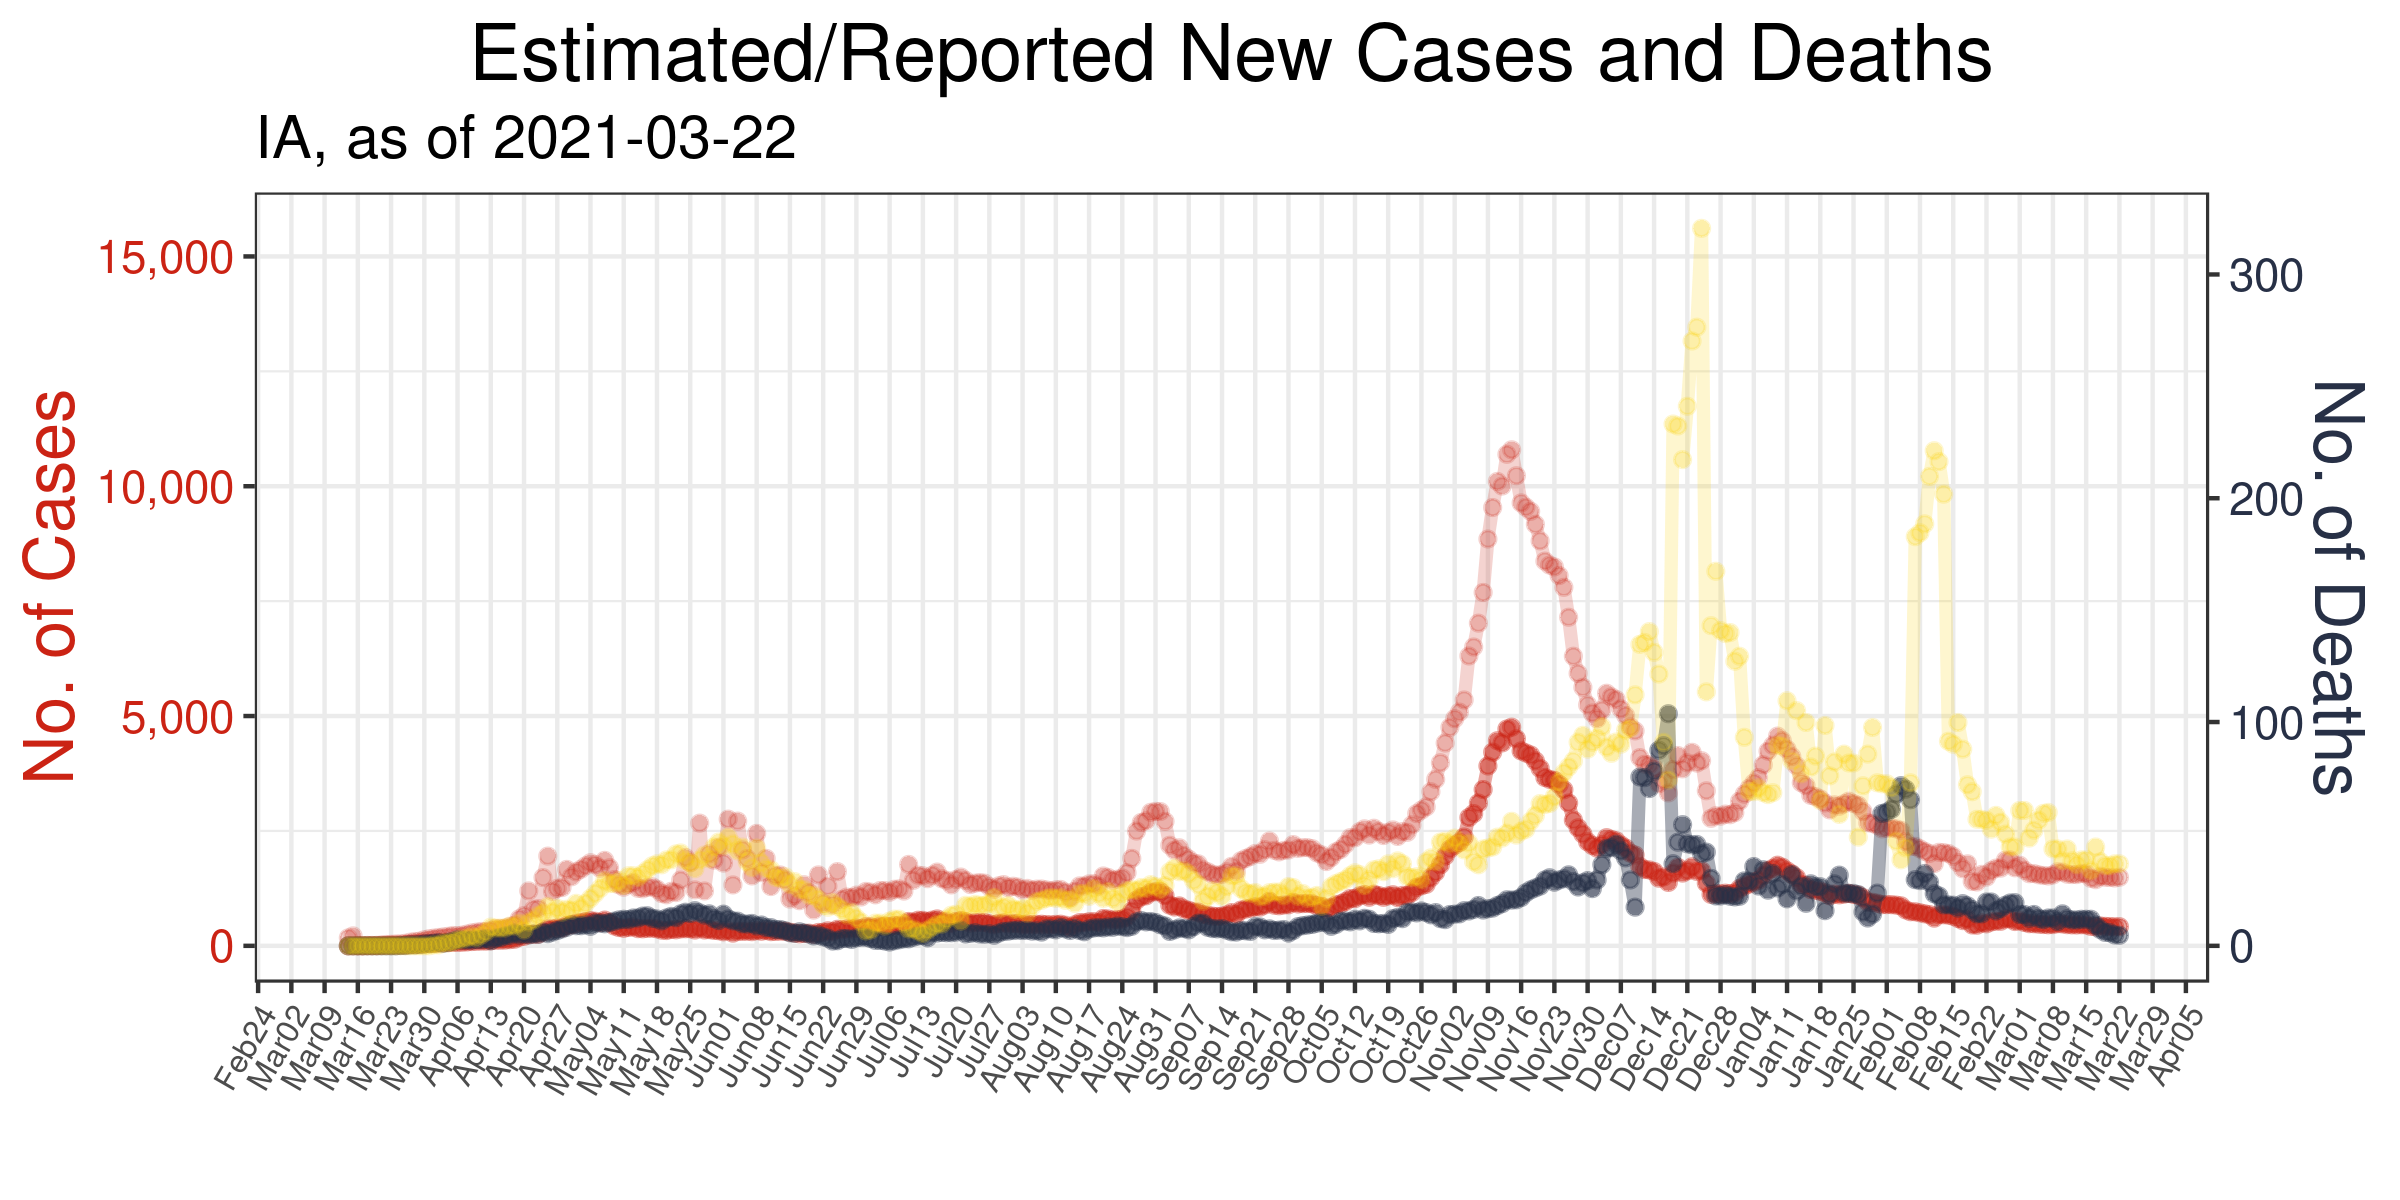 Estimated/Reported New Cases and Deaths
IA, as of 2021-03-22
No. of Cases
15,000
10,000
5,000
0
No. of Deaths
300
200
100
0
Feb24
Mar02
Mar09
Mar16
Mar23
Mar30
Apr06
Apr13
Apr20
Apr27
May04
May11
May18
May25
Jun01
Jun08
Jun15
Jun22
Jun29
Jul06
Jul13
Jul20
Jul27
Aug03
Aug10
Aug17
Aug24
Aug31
Sep07
Sep14
Sep21
Sep28
Oct05
Oct12
Oct19
Oct26
Nov02
Nov09
Nov16
Nov23
Nov30
Dec07
Dec14
Dec21
Dec28
Jan04
Jan11
Jan18
Jan25
Feb01
Feb08
Feb15
Feb22
Mar01
Mar08
Mar15
Mar22
Mar29
Apr05